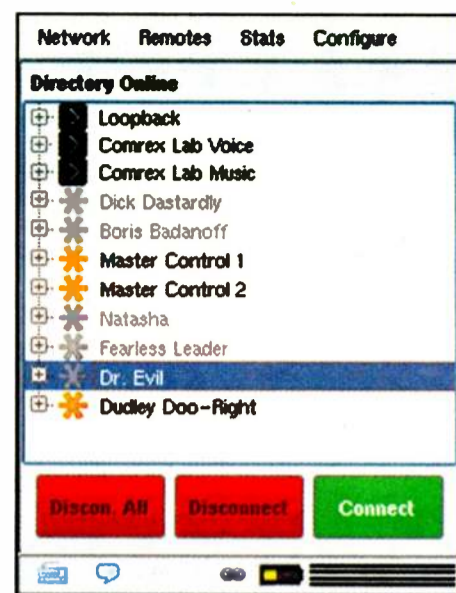 Network Remotes Stats Configure
Directory Online
Loopback
Comrex Lab Voice
Comrex Lab Music
Dick Dastardly
Boris Badanoff
Master Control 1
Master Control 2
Natasha
Fearless Leader
Dr. Evil
Dudley Doo-Right
Discon. All Disconnect Connect